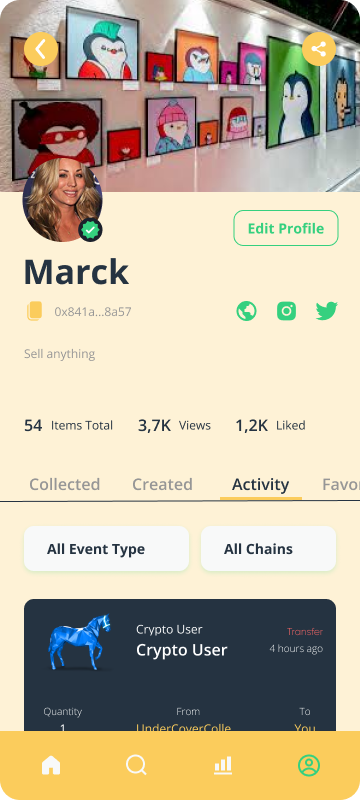 Edit Profile
Marck
0x841a...8a57
Sell anything
54 Items Total 3,7K Views 1,2K Liked
Collected Created Activity Favo
All Event Type All Chains
Crypto User Transfer
Crypto User 4 hours ago
Quantity From To
1 UnderCoverColle You